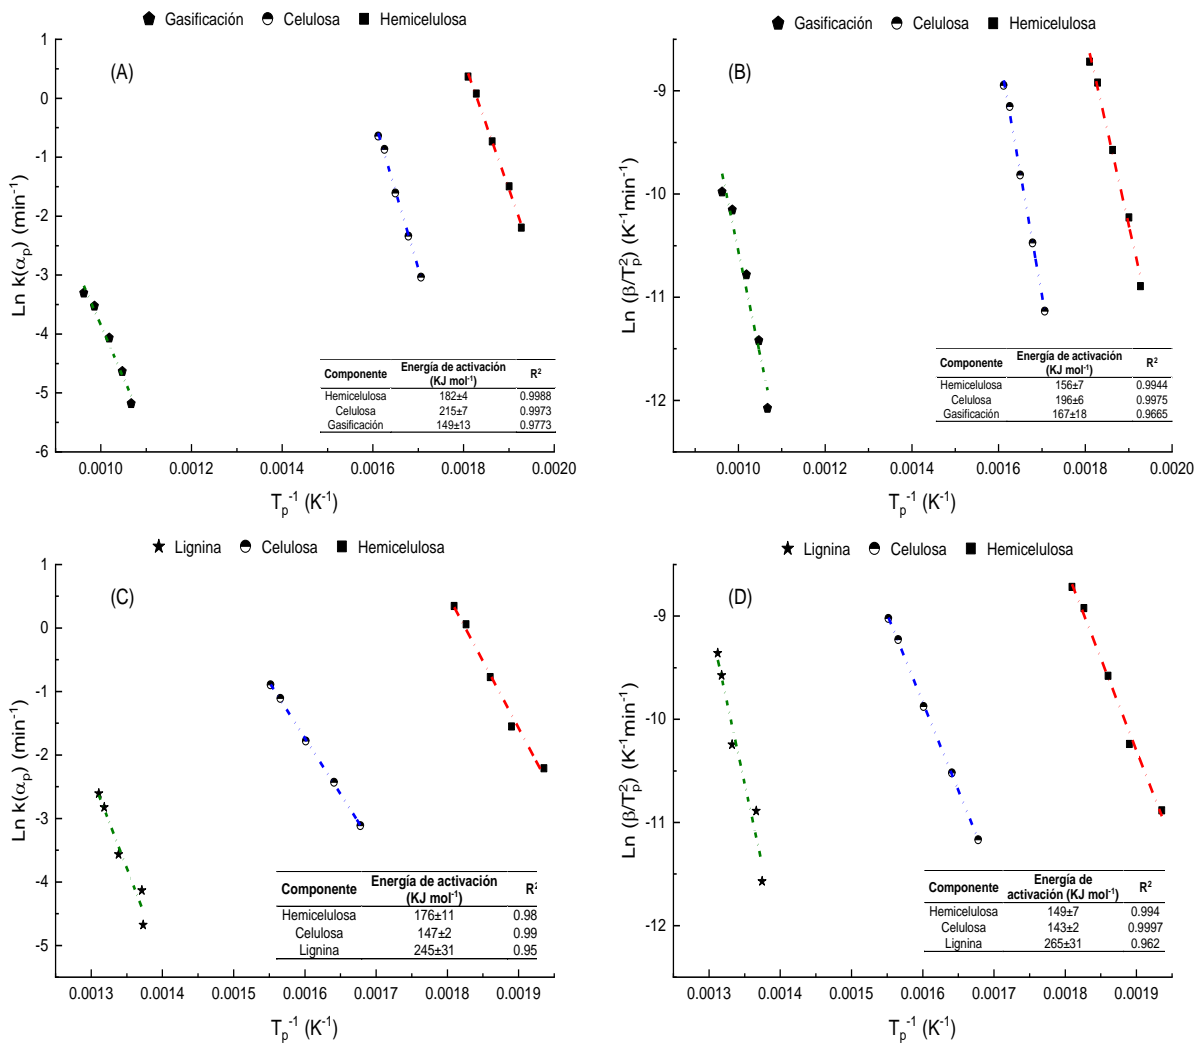 Gasificación Celulosa Hemicelulosa
(A)
Ln k(α_p) (min⁻¹)
1
0
-1
-2
-3
-4
-5
-6
Componente Energía de activación (KJ mol⁻¹) R²
Hemicelulosa 182±4 0.9988
Celulosa 215±7 0.9973
Gasificación 149±13 0.9773
0.0010 0.0012 0.0014 0.0016 0.0018 0.0020
T_p⁻¹ (K⁻¹)
Gasificación Celulosa Hemicelulosa
(B)
Ln (β/T_p²) (K⁻¹min⁻¹)
-9
-10
-11
-12
Componente Energía de activación (KJ mol⁻¹) R²
Hemicelulosa 156±7 0.9944
Celulosa 196±6 0.9975
Gasificación 167±18 0.9665
0.0010 0.0012 0.0014 0.0016 0.0018 0.0020
T_p⁻¹ (K⁻¹)
Lignina Celulosa Hemicelulosa
(C)
Ln k(α_p) (min⁻¹)
1
0
-1
-2
-3
-4
-5
Componente Energía de activación (KJ mol⁻¹) R²
Hemicelulosa 176±11 0.98
Celulosa 147±2 0.99
Lignina 245±31 0.95
0.0013 0.0014 0.0015 0.0016 0.0017 0.0018 0.0019
T_p⁻¹ (K⁻¹)
Lignina Celulosa Hemicelulosa
(D)
Ln (β/T_p²) (K⁻¹min⁻¹)
-9
-10
-11
-12
Componente Energía de activación (KJ mol⁻¹) R²
Hemicelulosa 149±7 0.994
Celulosa 143±2 0.9997
Lignina 265±31 0.962
0.0013 0.0014 0.0015 0.0016 0.0017 0.0018 0.0019
T_p⁻¹ (K⁻¹)